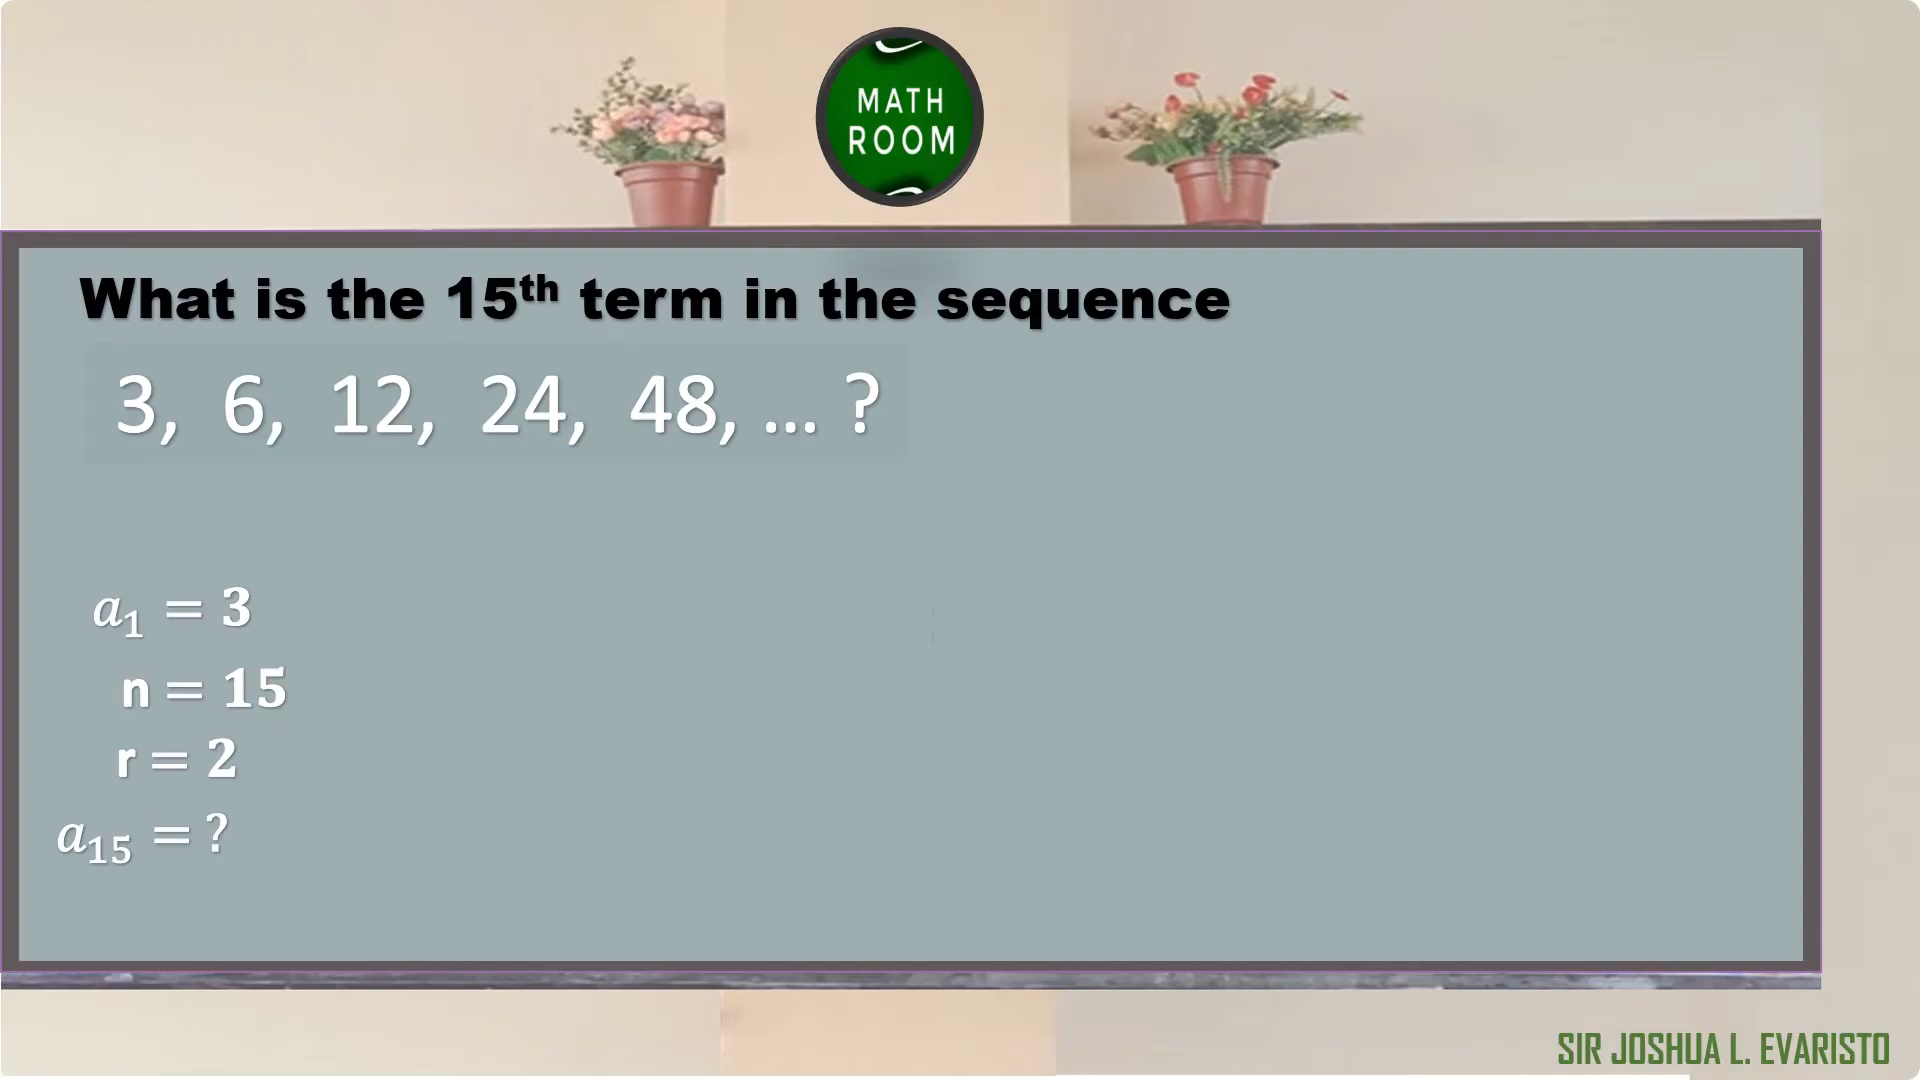 MATH
ROOM
What is the 15th term in the sequence
3, 6, 12, 24, 48, ... ?
a₁ = 3
n = 15
r = 2
a₁₅ = ?
SIR JOSHUA L. EVARISTO